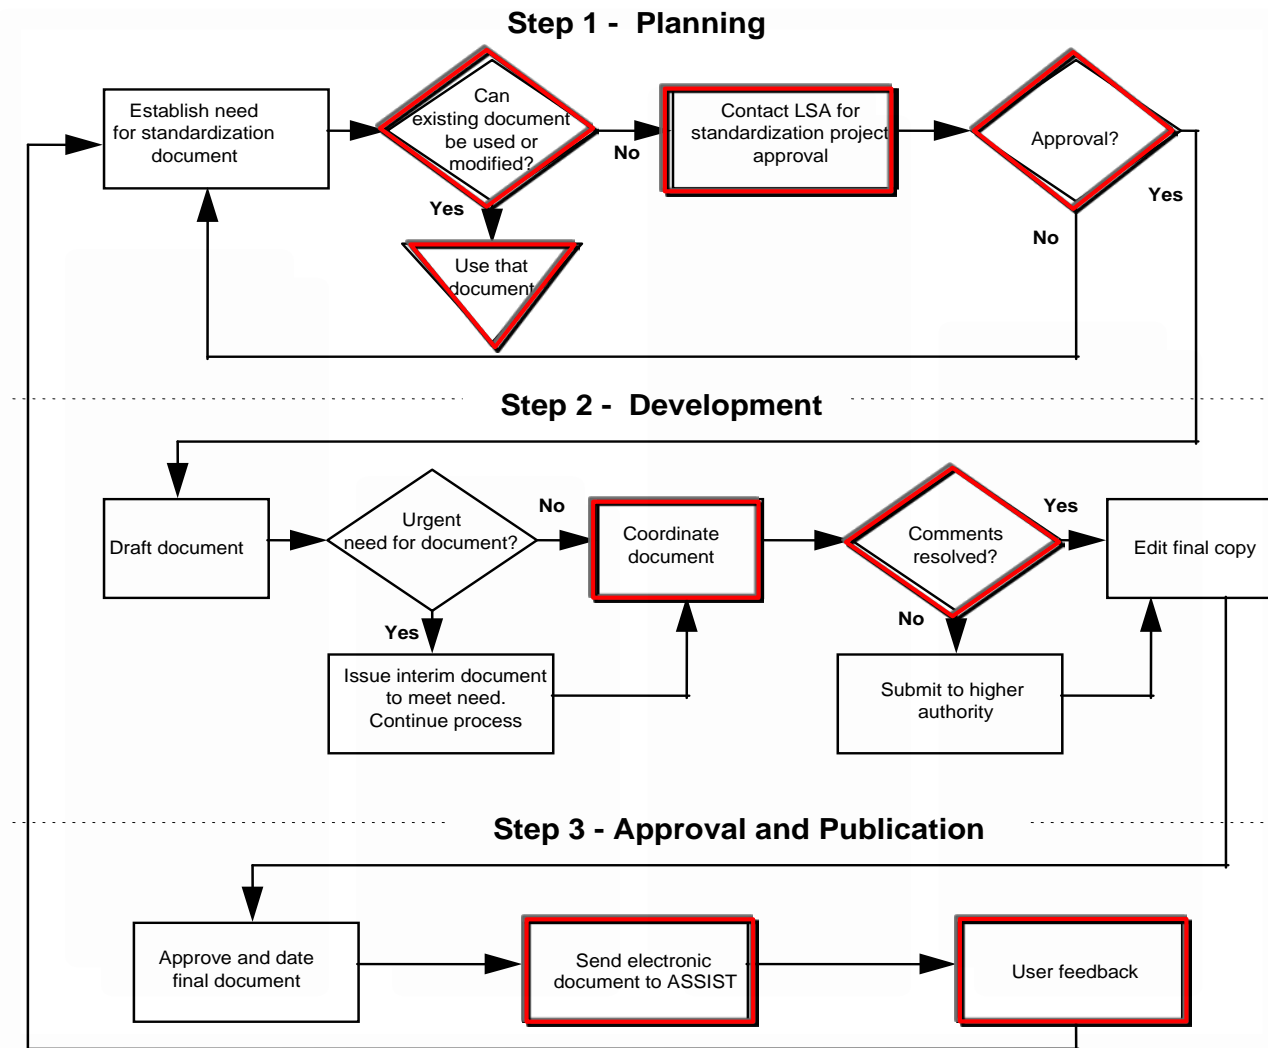 Step 1 - Planning
Establish need
for standardization
document
Can
existing document
be used or
modified?
No
Contact LSA for
standardization project
approval
Approval?
Yes
No
Yes
Use that
document
Step 2 - Development
Draft document
Urgent
need for document?
No
Coordinate
document
Comments
resolved?
Yes
Edit final copy
Yes
Issue interim document
to meet need.
Continue process
No
Submit to higher
authority
Step 3 - Approval and Publication
Approve and date
final document
Send electronic
document to ASSIST
User feedback